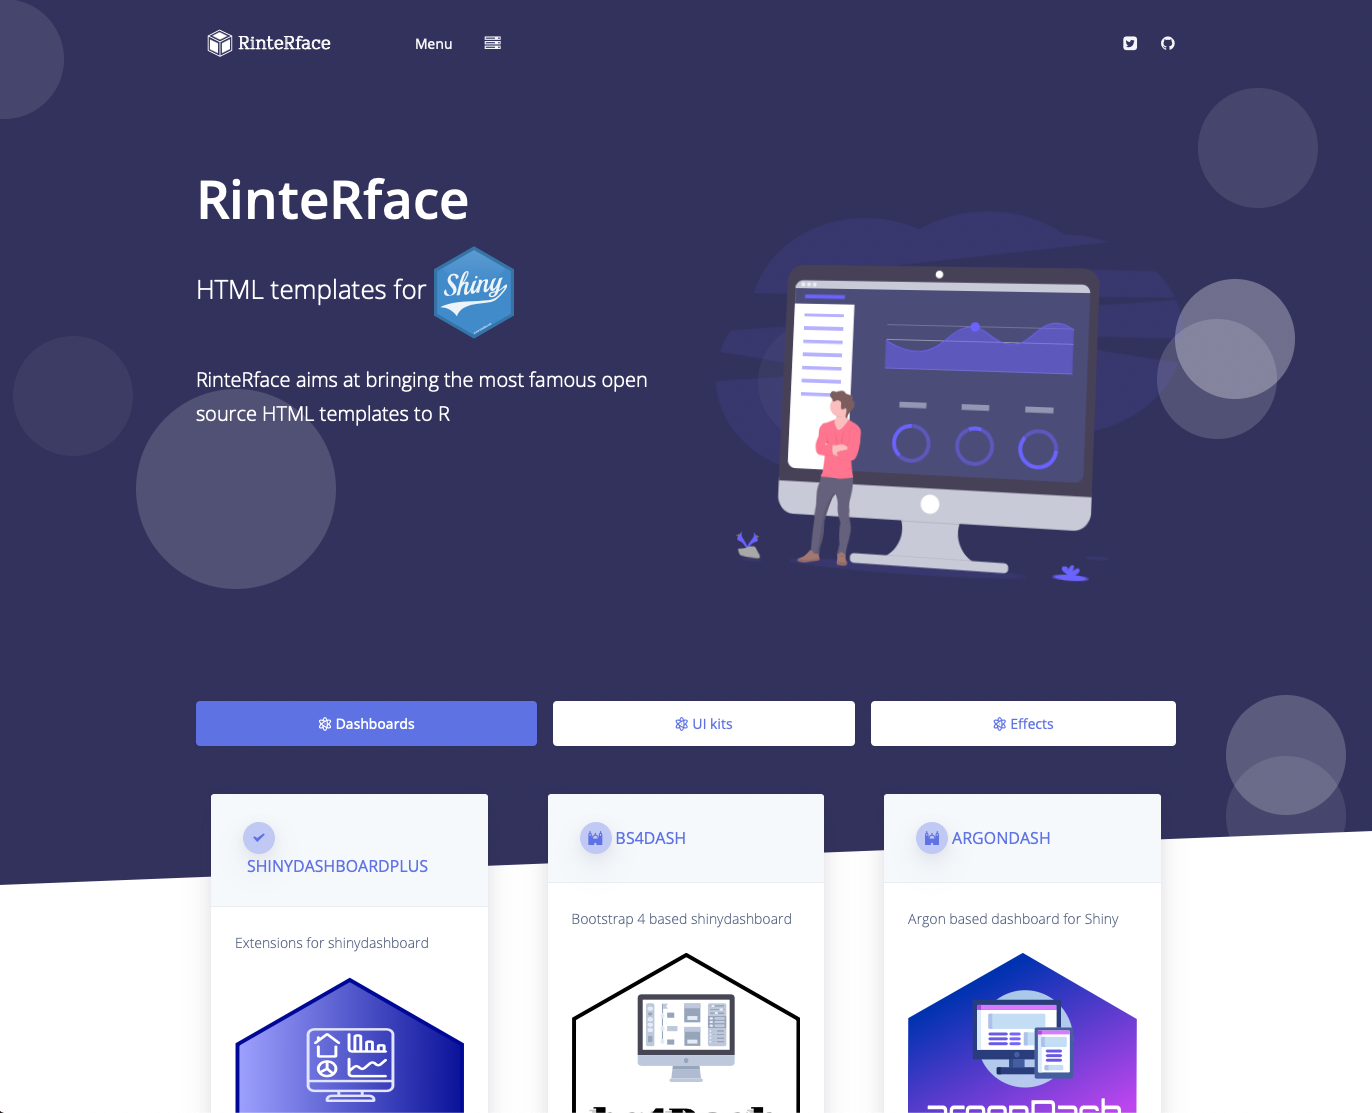 RinteRface
Menu
RinteRface
HTML templates for
Shiny
RinteRface aims at bringing the most famous open
source HTML templates to R
Dashboards
UI kits
Effects
SHINYDASHBOARDPLUS
BS4DASH
ARGONDASH
Extensions for shinydashboard
Bootstrap 4 based shinydashboard
Argon based dashboard for Shiny
bs4Dash
argonDash